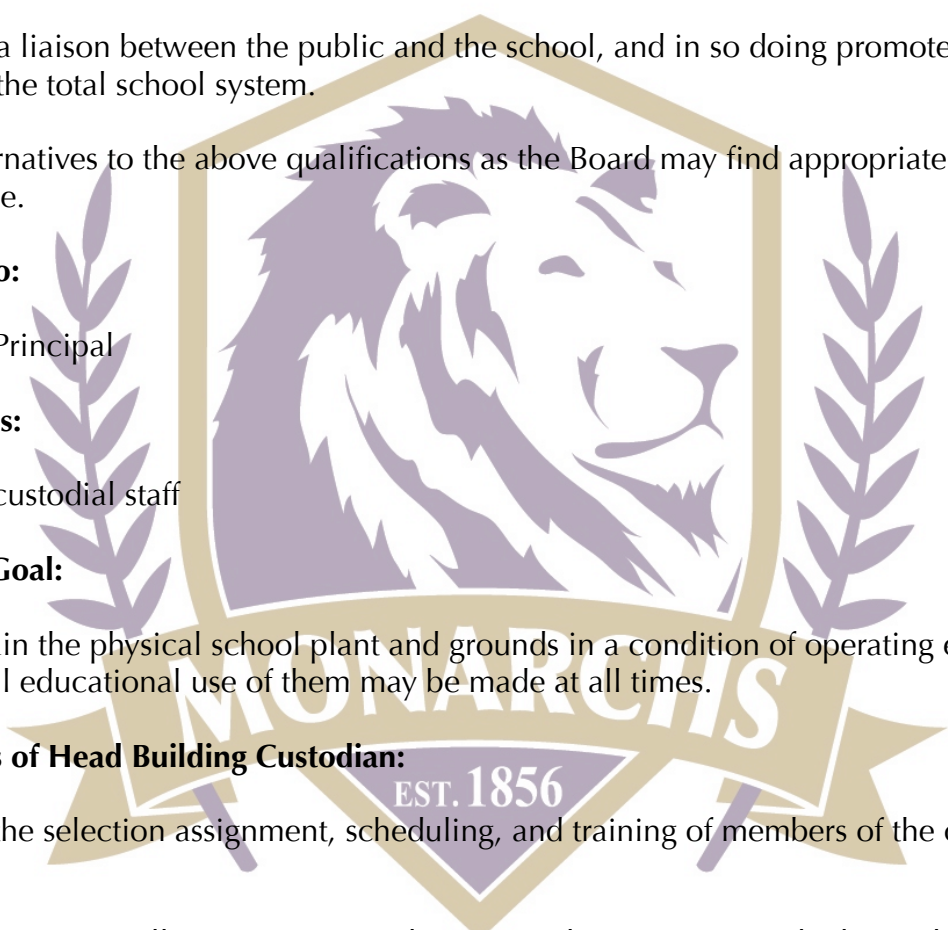 a liaison between the public and the school, and in so doing promote
the total school system.
rnatives to the above qualifications as the Board may find appropriate
e.
o:
Principal
s:
custodial staff
Goal:
in the physical school plant and grounds in a condition of operating e
l educational use of them may be made at all times.
MONARCHS
s of Head Building Custodian:
EST. 1856
he selection assignment, scheduling, and training of members of the c